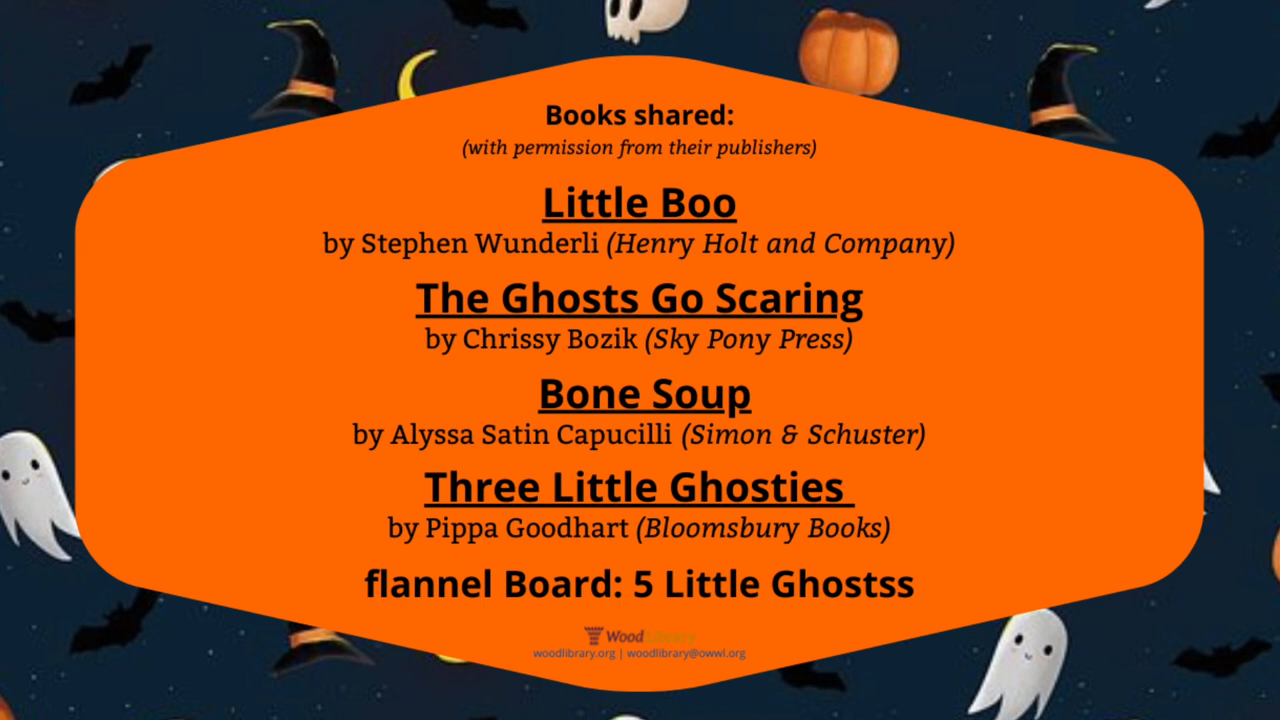 Books shared:
(with permission from their publishers)
Little Boo
by Stephen Wunderli (Henry Holt and Company)
The Ghosts Go Scaring
by Chrissy Bozik (Sky Pony Press)
Bone Soup
by Alyssa Satin Capucilli (Simon & Schuster)
Three Little Ghosties
by Pippa Goodhart (Bloomsbury Books)
flannel Board: 5 Little Ghostss
Wood Library
woodlibrary.org | woodlibrary@owwl.org